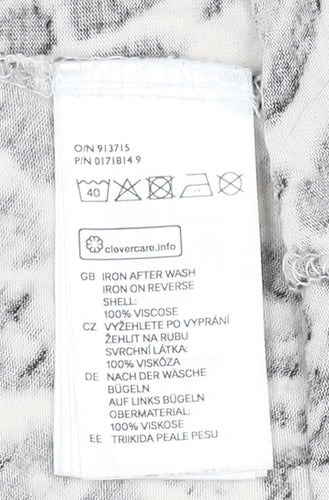 O/N 913715
P/N 0171814 9
40
clevercare.info
GB IRON AFTER WASH
IRON ON REVERSE
SHELL:
100% VISCOSE
CZ VYŽEHLETE PO VYPRÁNÍ
ŽEHLIT NA RUBU
SVRCHNÍ LÁTKA:
100% VISKÓZA
DE NACH DER WÄSCHE
BÜGELN
AUF LINKS BÜGELN
OBERMATERIAL:
100% VISKOSE
EE TRIIKIDA PEALE PESU